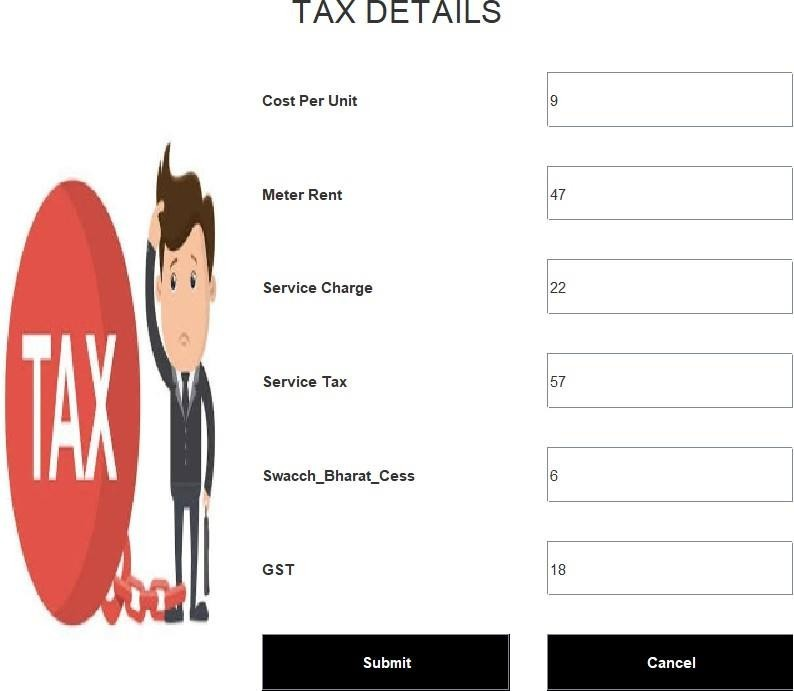 TAX DETAILS
Cost Per Unit 9
Meter Rent 47
Service Charge 22
TAX
Service Tax 57
Swacch_Bharat_Cess 6
GST 18
Submit Cancel